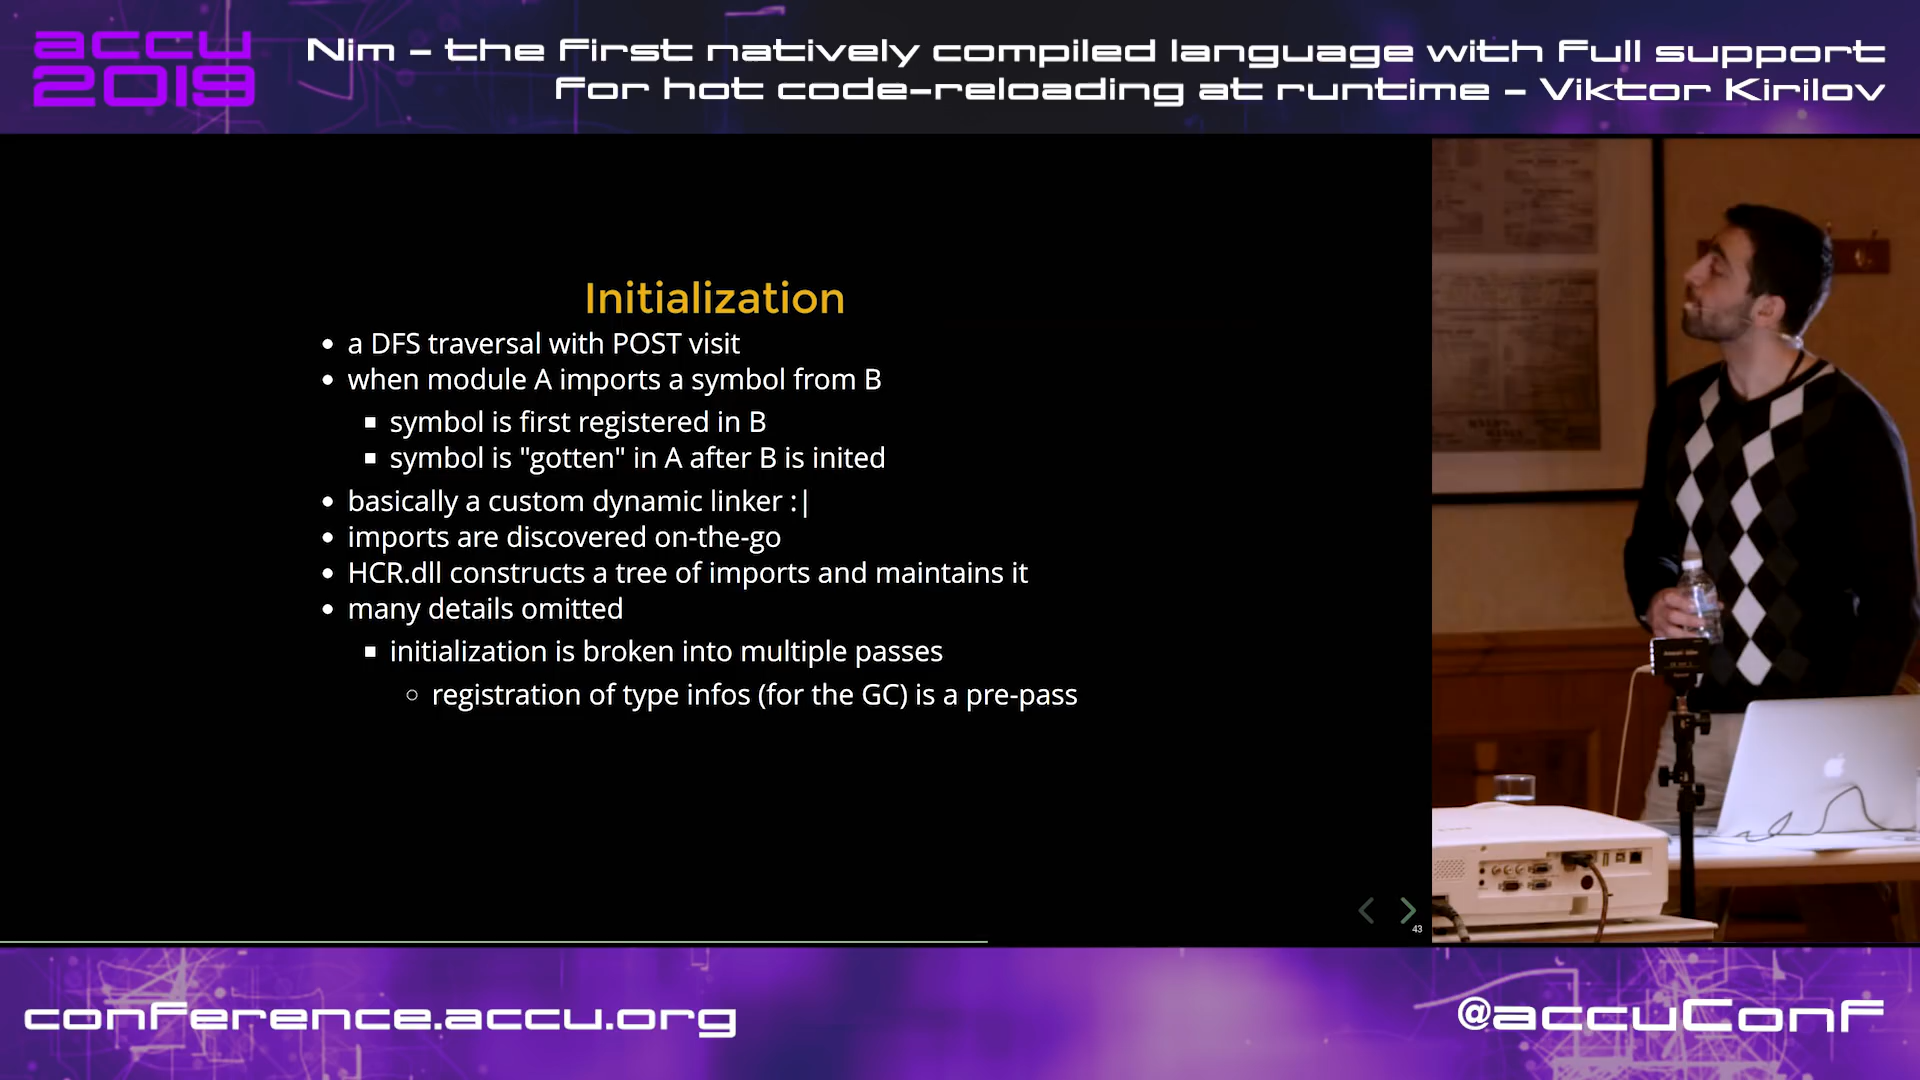 accu
2019
Nim – the first natively compiled language with full support
for hot code-reloading at runtime – Viktor Kirilov
Initialization
• a DFS traversal with POST visit
• when module A imports a symbol from B
▪ symbol is first registered in B
▪ symbol is "gotten" in A after B is inited
• basically a custom dynamic linker :|
• imports are discovered on-the-go
• HCR.dll constructs a tree of imports and maintains it
• many details omitted
▪ initialization is broken into multiple passes
○ registration of type infos (for the GC) is a pre-pass
43
conference.accu.org
@accuConf